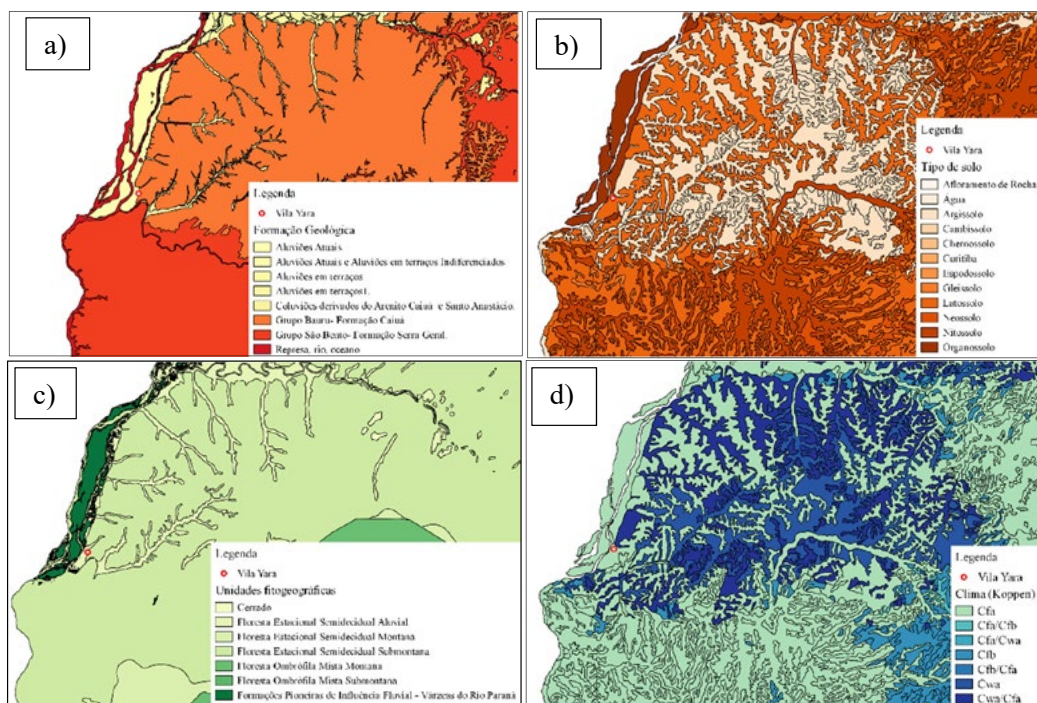 a)
Legenda
Vila Yara
Formação Geológica
Aluviões Atuais
Aluviões Atuais e Aluviões em terraços Indiferenciados
Aluviões em terraços
Aluviões em terraços1.
Coluviões derivados do Arenito Caiuá e Santo Anastácio.
Grupo Bauru- Formação Caiuá
Grupo São Bento- Formação Serra Geral.
Represa, rio, oceano
b)
Legenda
Vila Yara
Tipo de solo
Afloramento de Rocha
Água
Argissolo
Cambissolo
Chernossolo
Curitiba
Espodossolo
Gleissolo
Latossolo
Neossolo
Nitossolo
Organossolo
c)
Legenda
Vila Yara
Unidades fitogeográficas
Cerrado
Floresta Estacional Semidecidual Aluvial
Floresta Estacional Semidecidual Montana
Floresta Estacional Semidecidual Submontana
Floresta Ombrófila Mista Montana
Floresta Ombrófila Mista Submontana
Formações Pioneiras de Influência Fluvial - Várzeas do Rio Paraná
d)
Legenda
Vila Yara
Clima (Koppen)
Cfa
Cfa/Cfb
Cfa/Cwa
Cfb
Cfb/Cfa
Cwa
Cwa/Cfa